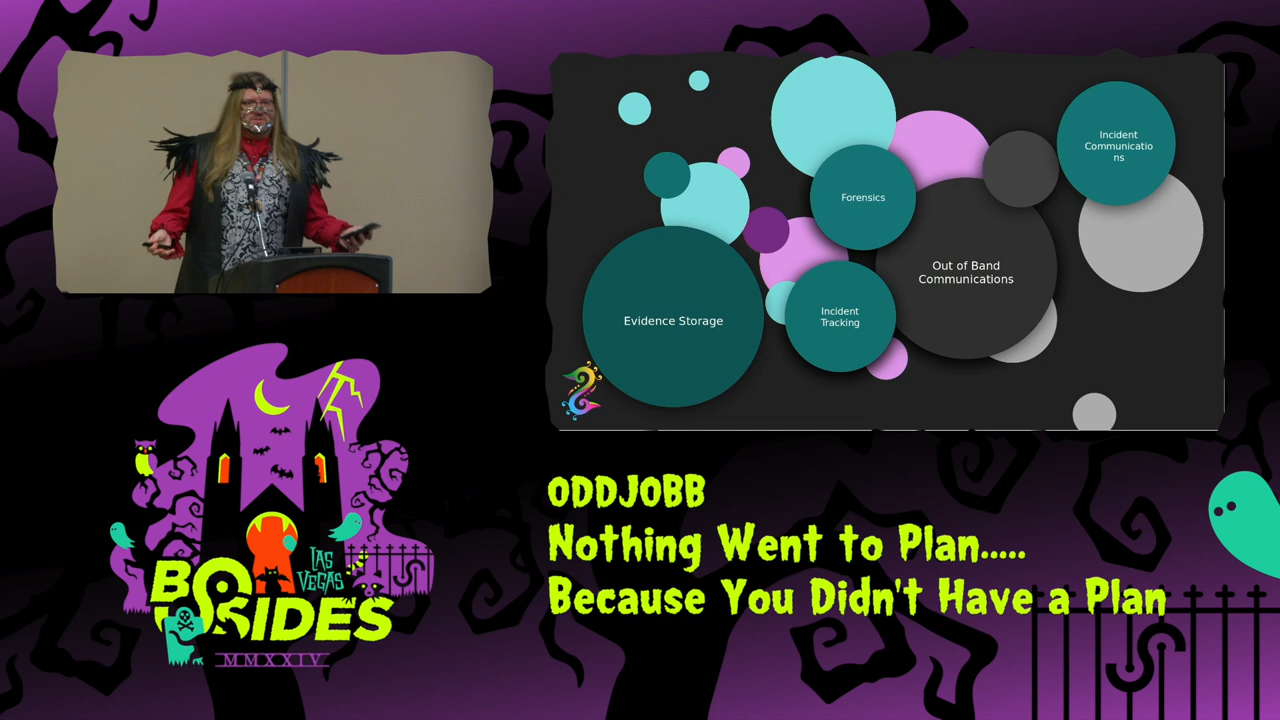 Incident
Communicatio
ns
Forensics
Out of Band
Communications
Incident
Tracking
Evidence Storage
LAS
VEGAS
BSIDES
MMXXIV
ODDJOBB
Nothing Went to Plan.....
Because You Didn't Have a Plan